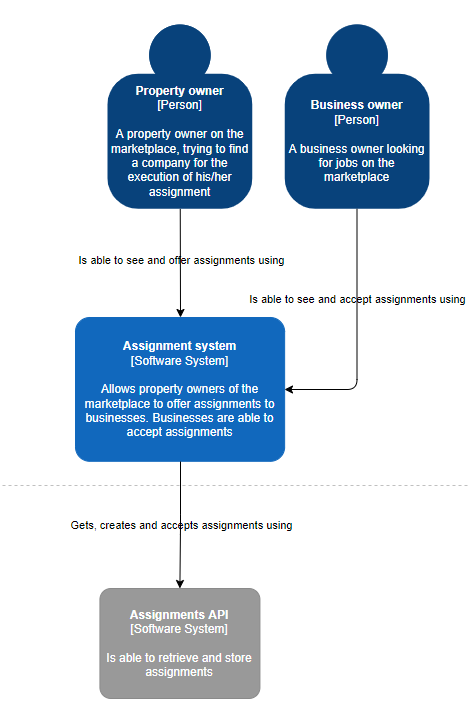 Property owner
[Person]
A property owner on the
marketplace, trying to find
a company for the
execution of his/her
assignment
Business owner
[Person]
A business owner looking
for jobs on the
marketplace
Is able to see and offer assignments using
Is able to see and accept assignments using
Assignment system
[Software System]
Allows property owners of the
marketplace to offer assignments to
businesses. Businesses are able to
accept assignments
Gets, creates and accepts assignments using
Assignments API
[Software System]
Is able to retrieve and store
assignments